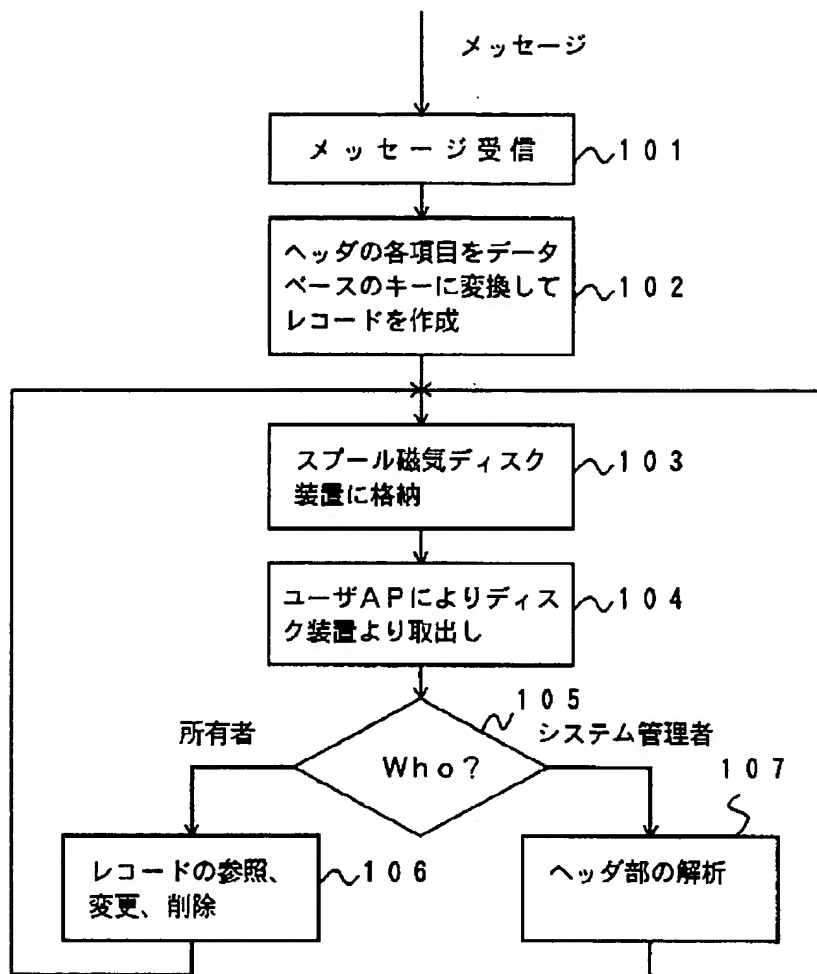 メッセージ
メッセージ受信
101
ヘッダの各項目をデータ
ベースのキーに変換して
レコードを作成
102
スプール磁気ディスク
装置に格納
103
ユーザAPによりディス
ク装置より取出し
104
105
所有者
システム管理者
Who?
107
レコードの参照、
変更、削除
106
ヘッダ部の解析